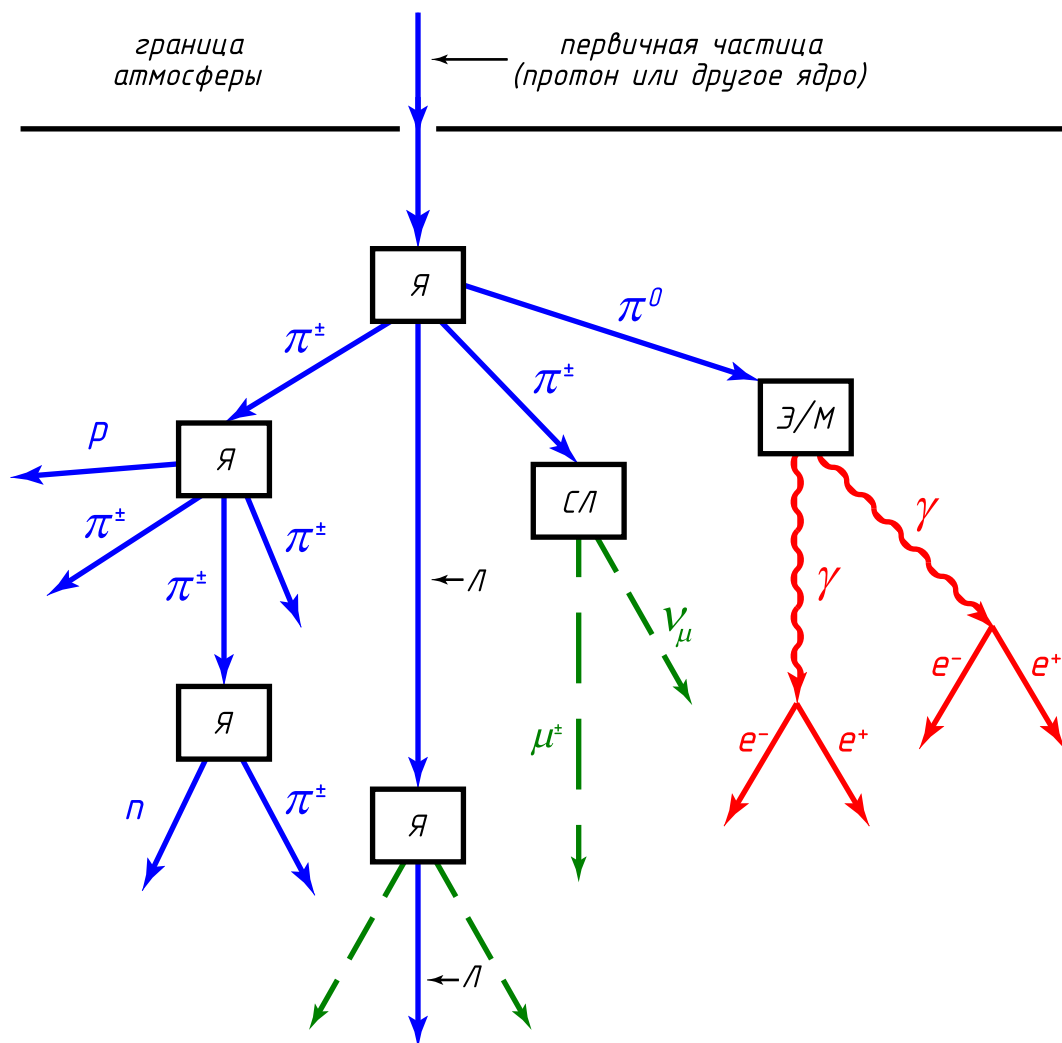 граница
атмосферы
первичная частица
(протон или другое ядро)
Я
π⁰
π±
π±
Э/М
p
Я
СЛ
γ
π±
π±
π±
Л
γ
νμ
e⁻
e⁺
Я
μ±
e⁻
e⁺
n
π±
Я
Л